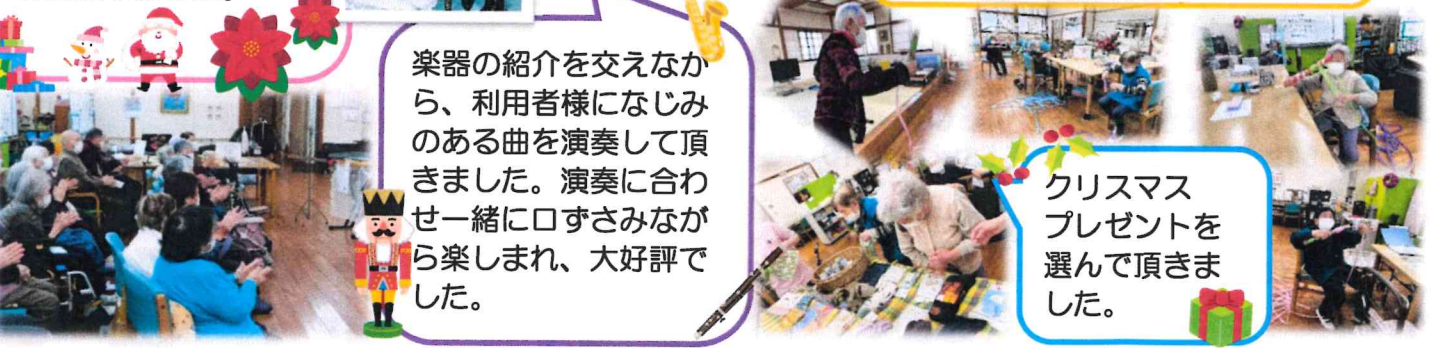 楽器の紹介を交えなが
ら、利用者様になじみ
のある曲を演奏して頂
きました。演奏に合わ
せ一緒に口ずさみなが
ら楽しまれ、大好評で
した。
クリスマス
プレゼントを
選んで頂きま
した。